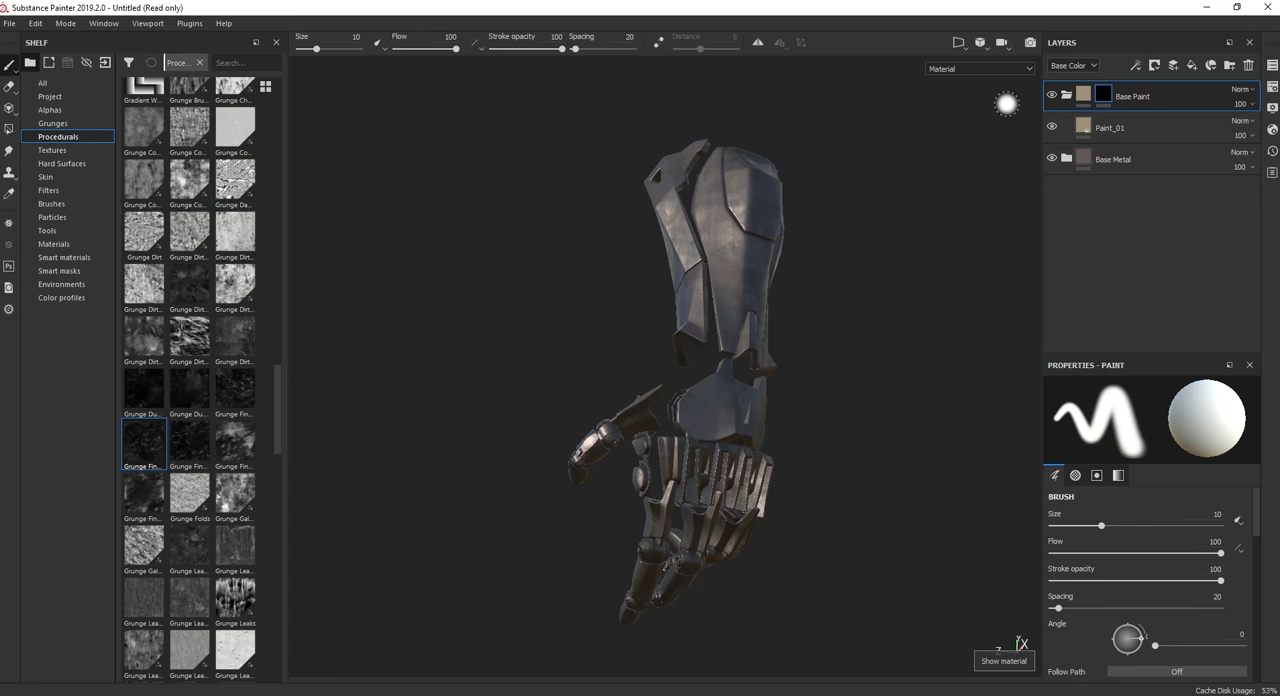 Substance Painter 2019.2.0 - Untitled (Read only)
File Edit Mode Window Viewport Plugins Help
SHELF
Size 10 Flow 100 Stroke opacity 100 Spacing 20 Distance 8
LAYERS
Proce... Search...
Material
Base Color
All
Project
Alphas
Grunges
Procedurals
Textures
Hard Surfaces
Skin
Filters
Brushes
Particles
Tools
Materials
Smart materials
Smart masks
Environments
Color profiles
Gradient W... Grunge Bru... Grunge Ch...
Grunge Co... Grunge Co... Grunge Co...
Grunge Co... Grunge Co... Grunge Da...
Grunge Dirt Grunge Dirt... Grunge Dirt...
Grunge Dirt... Grunge Dirt... Grunge Dirt...
Grunge Dirt... Grunge Dirt... Grunge Dirt...
Grunge Du... Grunge Du... Grunge Fin...
Grunge Fin... Grunge Fin... Grunge Fin...
Grunge Fin... Grunge Folds Grunge Gal...
Grunge Gal... Grunge Lea... Grunge Lea...
Grunge Lea... Grunge Lea... Grunge Leaks
Grunge Lea... Grunge Lea... Grunge Lea...
Ps
Y
Z X
Show material
Base Paint Norm 100
Paint_01 Norm 100
Base Metal Norm 100
PROPERTIES - PAINT
BRUSH
Size 10
Flow 100
Stroke opacity 100
Spacing 20
Angle 0
Follow Path Off
Cache Disk Usage: 53%